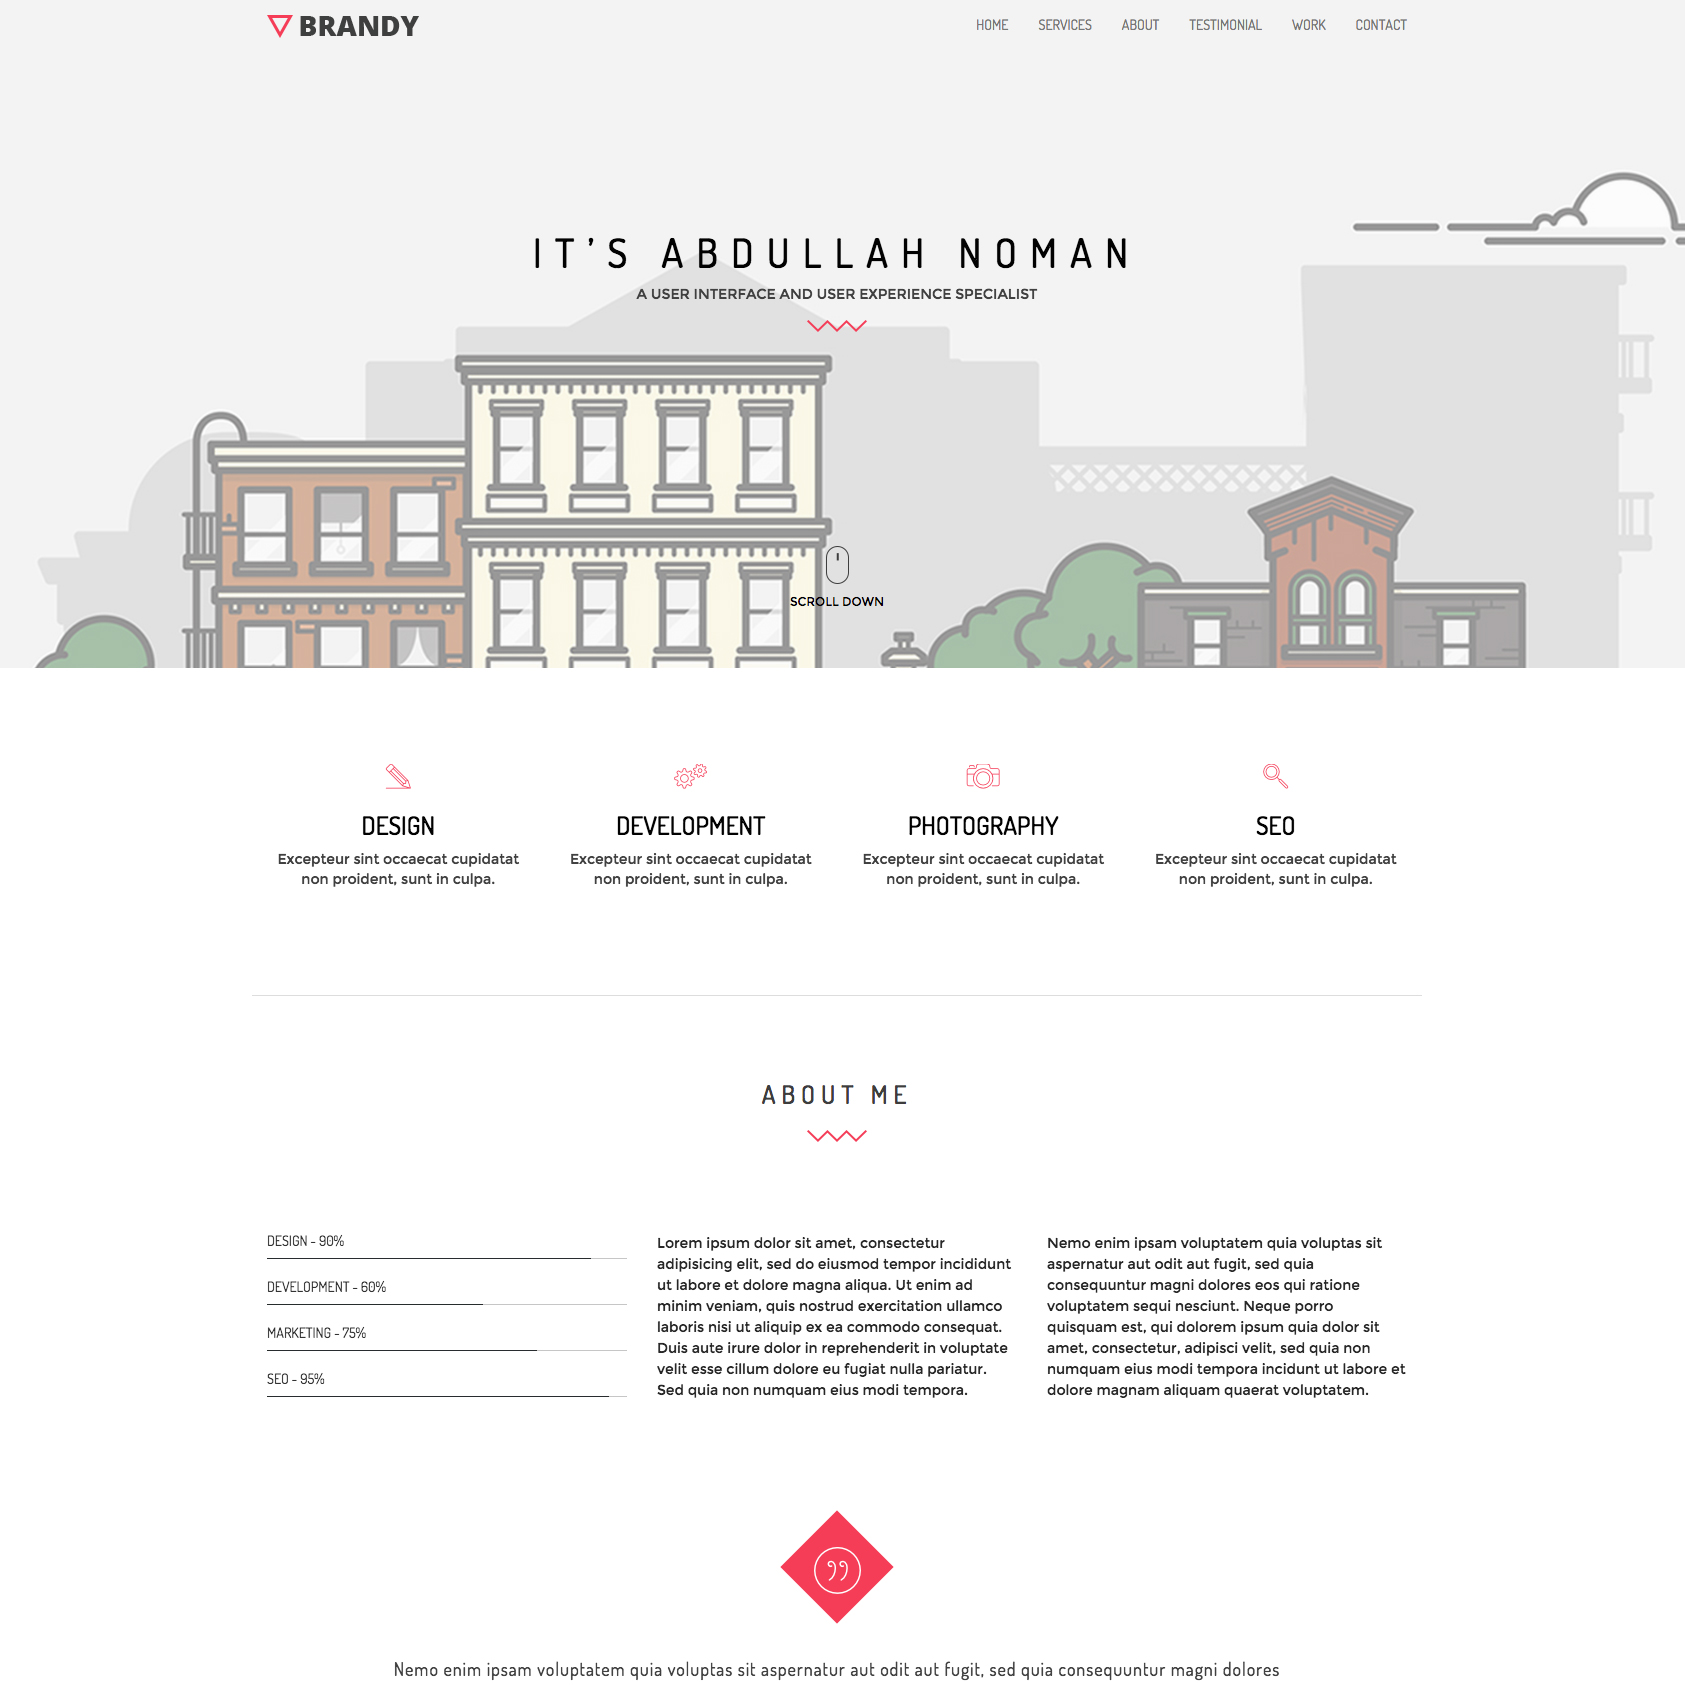 BRANDY
HOME SERVICES ABOUT TESTIMONIAL WORK CONTACT
IT'S ABDULLAH NOMAN
A USER INTERFACE AND USER EXPERIENCE SPECIALIST
SCROLL DOWN
DESIGN
Excepteur sint occaecat cupidatat
non proident, sunt in culpa.
DEVELOPMENT
Excepteur sint occaecat cupidatat
non proident, sunt in culpa.
PHOTOGRAPHY
Excepteur sint occaecat cupidatat
non proident, sunt in culpa.
SEO
Excepteur sint occaecat cupidatat
non proident, sunt in culpa.
ABOUT ME
DESIGN - 90%
DEVELOPMENT - 60%
MARKETING - 75%
SEO - 95%
Lorem ipsum dolor sit amet, consectetur
adipisicing elit, sed do eiusmod tempor incididunt
ut labore et dolore magna aliqua. Ut enim ad
minim veniam, quis nostrud exercitation ullamco
laboris nisi ut aliquip ex ea commodo consequat.
Duis aute irure dolor in reprehenderit in voluptate
velit esse cillum dolore eu fugiat nulla pariatur.
Sed quia non numquam eius modi tempora.
Nemo enim ipsam voluptatem quia voluptas sit
aspernatur aut odit aut fugit, sed quia
consequuntur magni dolores eos qui ratione
voluptatem sequi nesciunt. Neque porro
quisquam est, qui dolorem ipsum quia dolor sit
amet, consectetur, adipisci velit, sed quia non
numquam eius modi tempora incidunt ut labore et
dolore magnam aliquam quaerat voluptatem.
Nemo enim ipsam voluptatem quia voluptas sit aspernatur aut odit aut fugit, sed quia consequuntur magni dolores